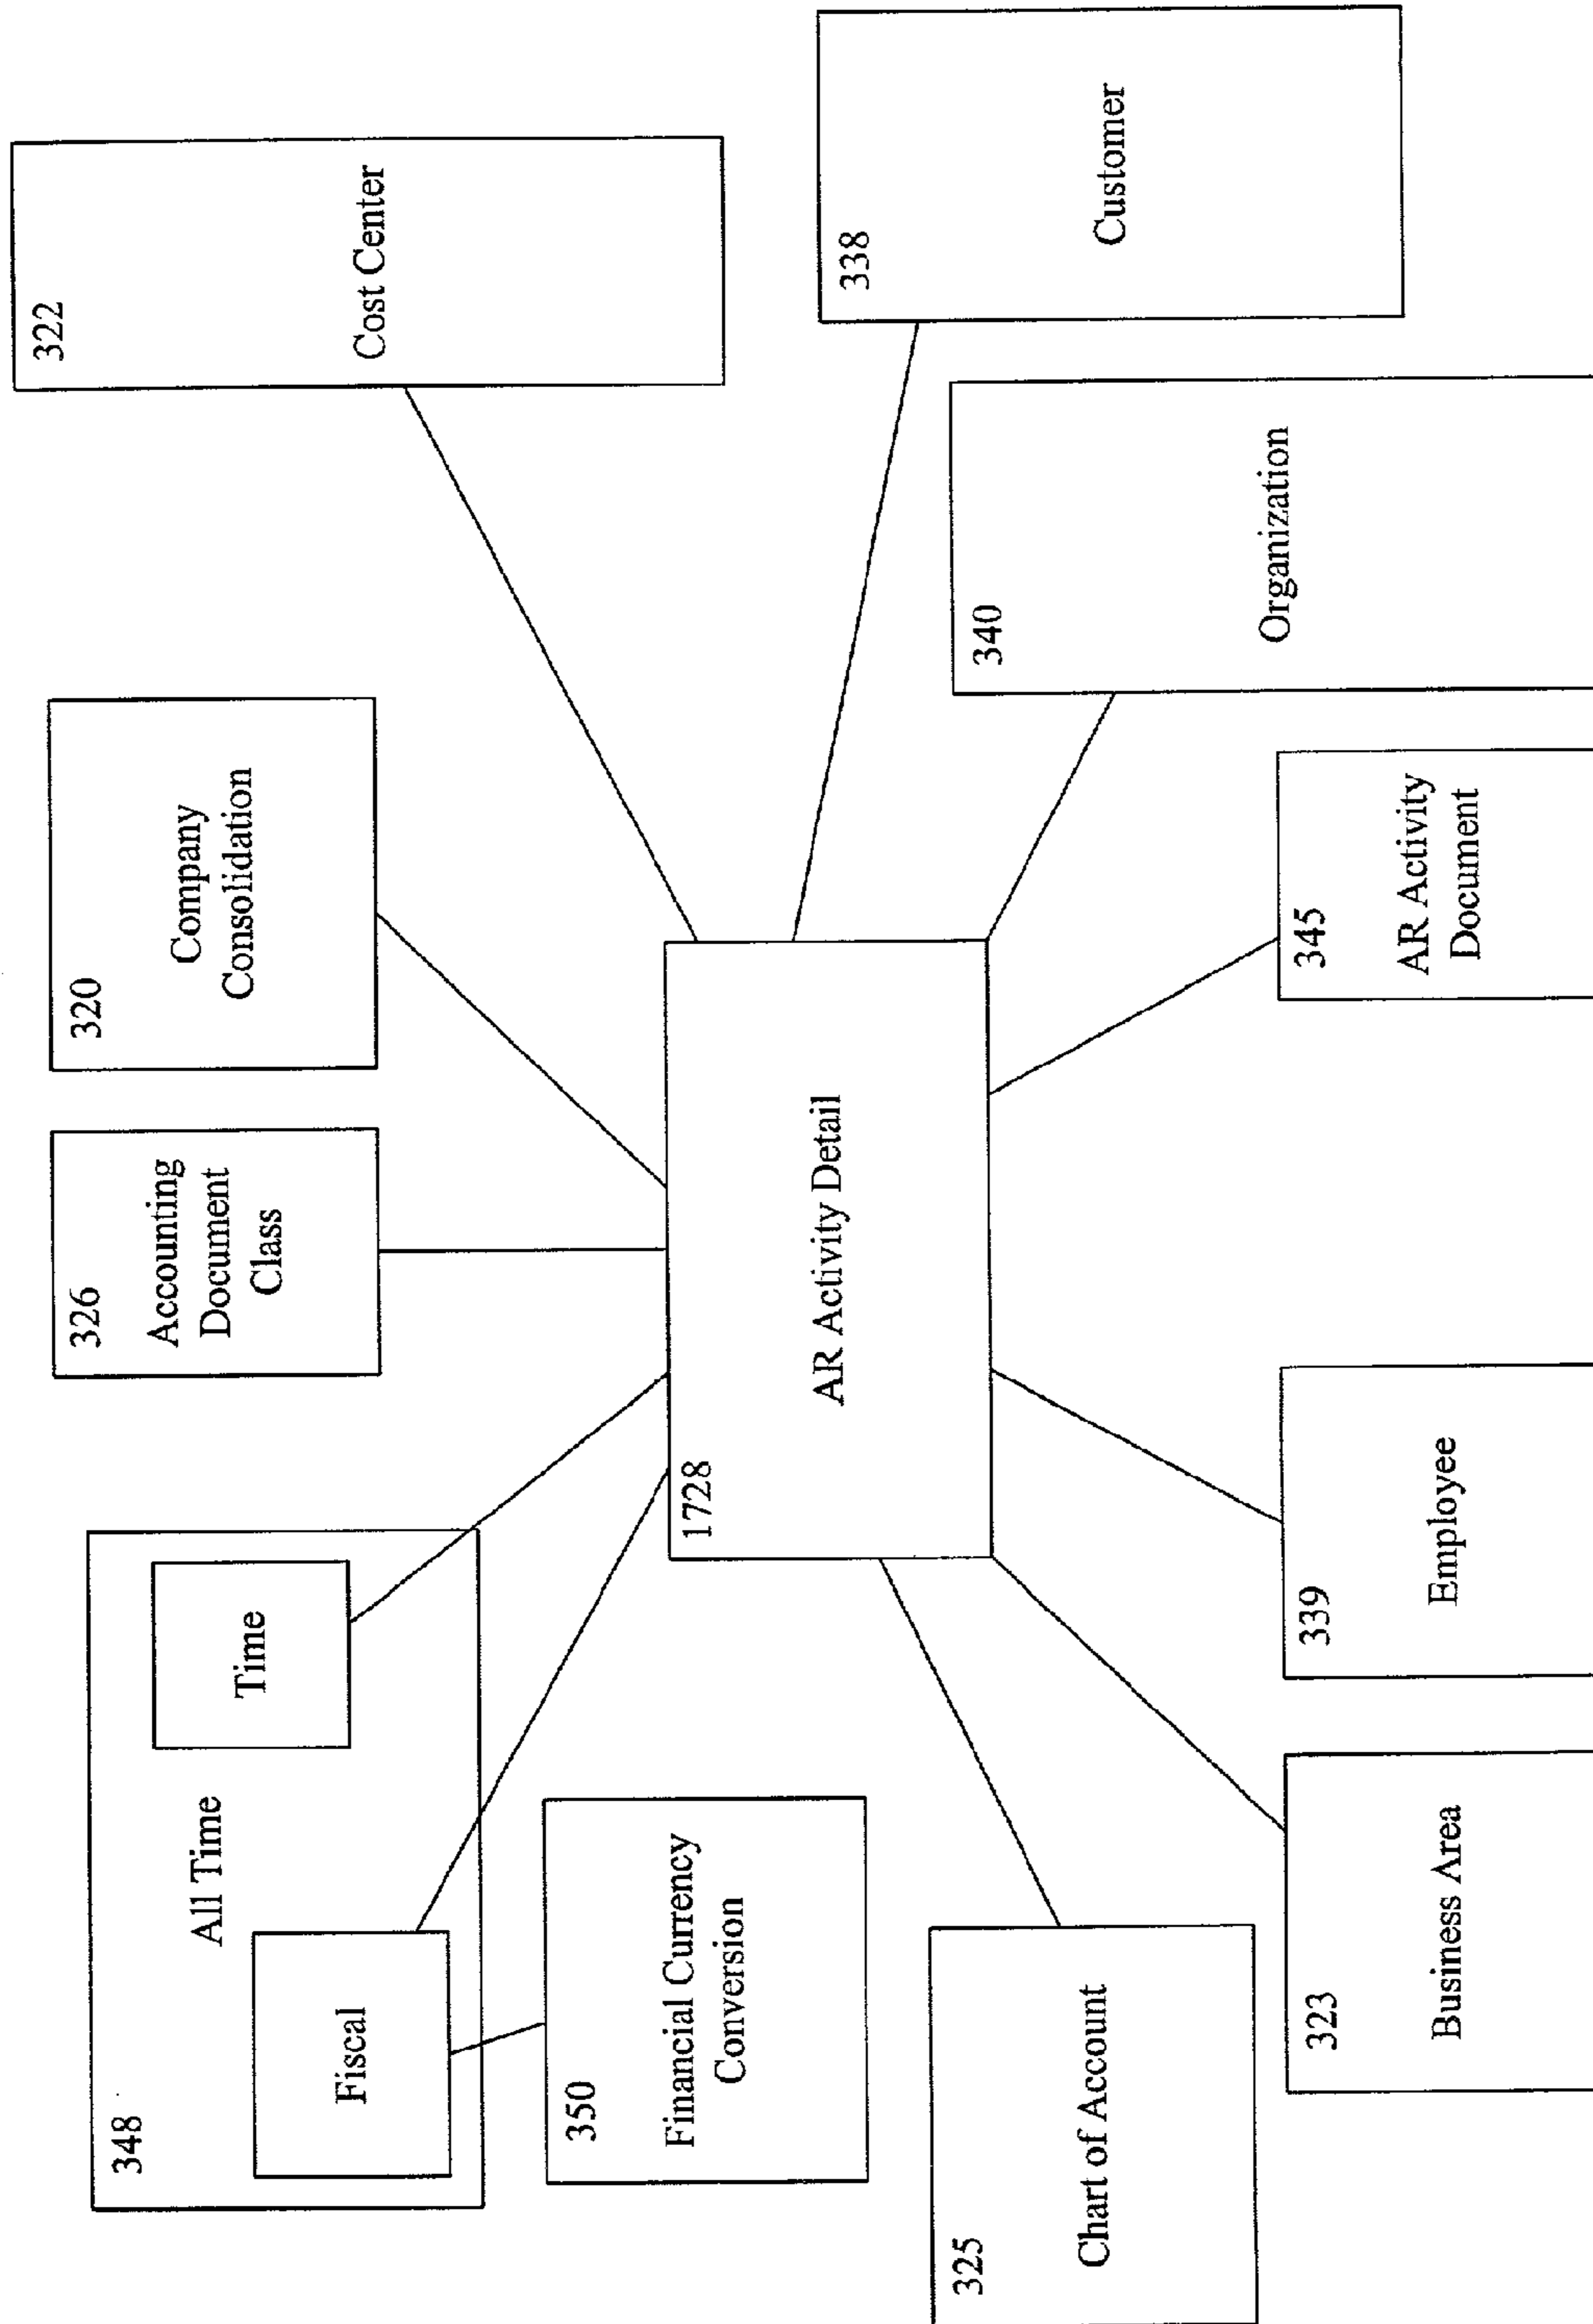 348
All Time
Fiscal
Time
326
Accounting
Document
Class
320
Company
Consolidation
322
Cost Center
350
Financial Currency
Conversion
1728
AR Activity Detail
338
Customer
325
Chart of Account
340
Organization
323
Business Area
339
Employee
345
AR Activity
Document